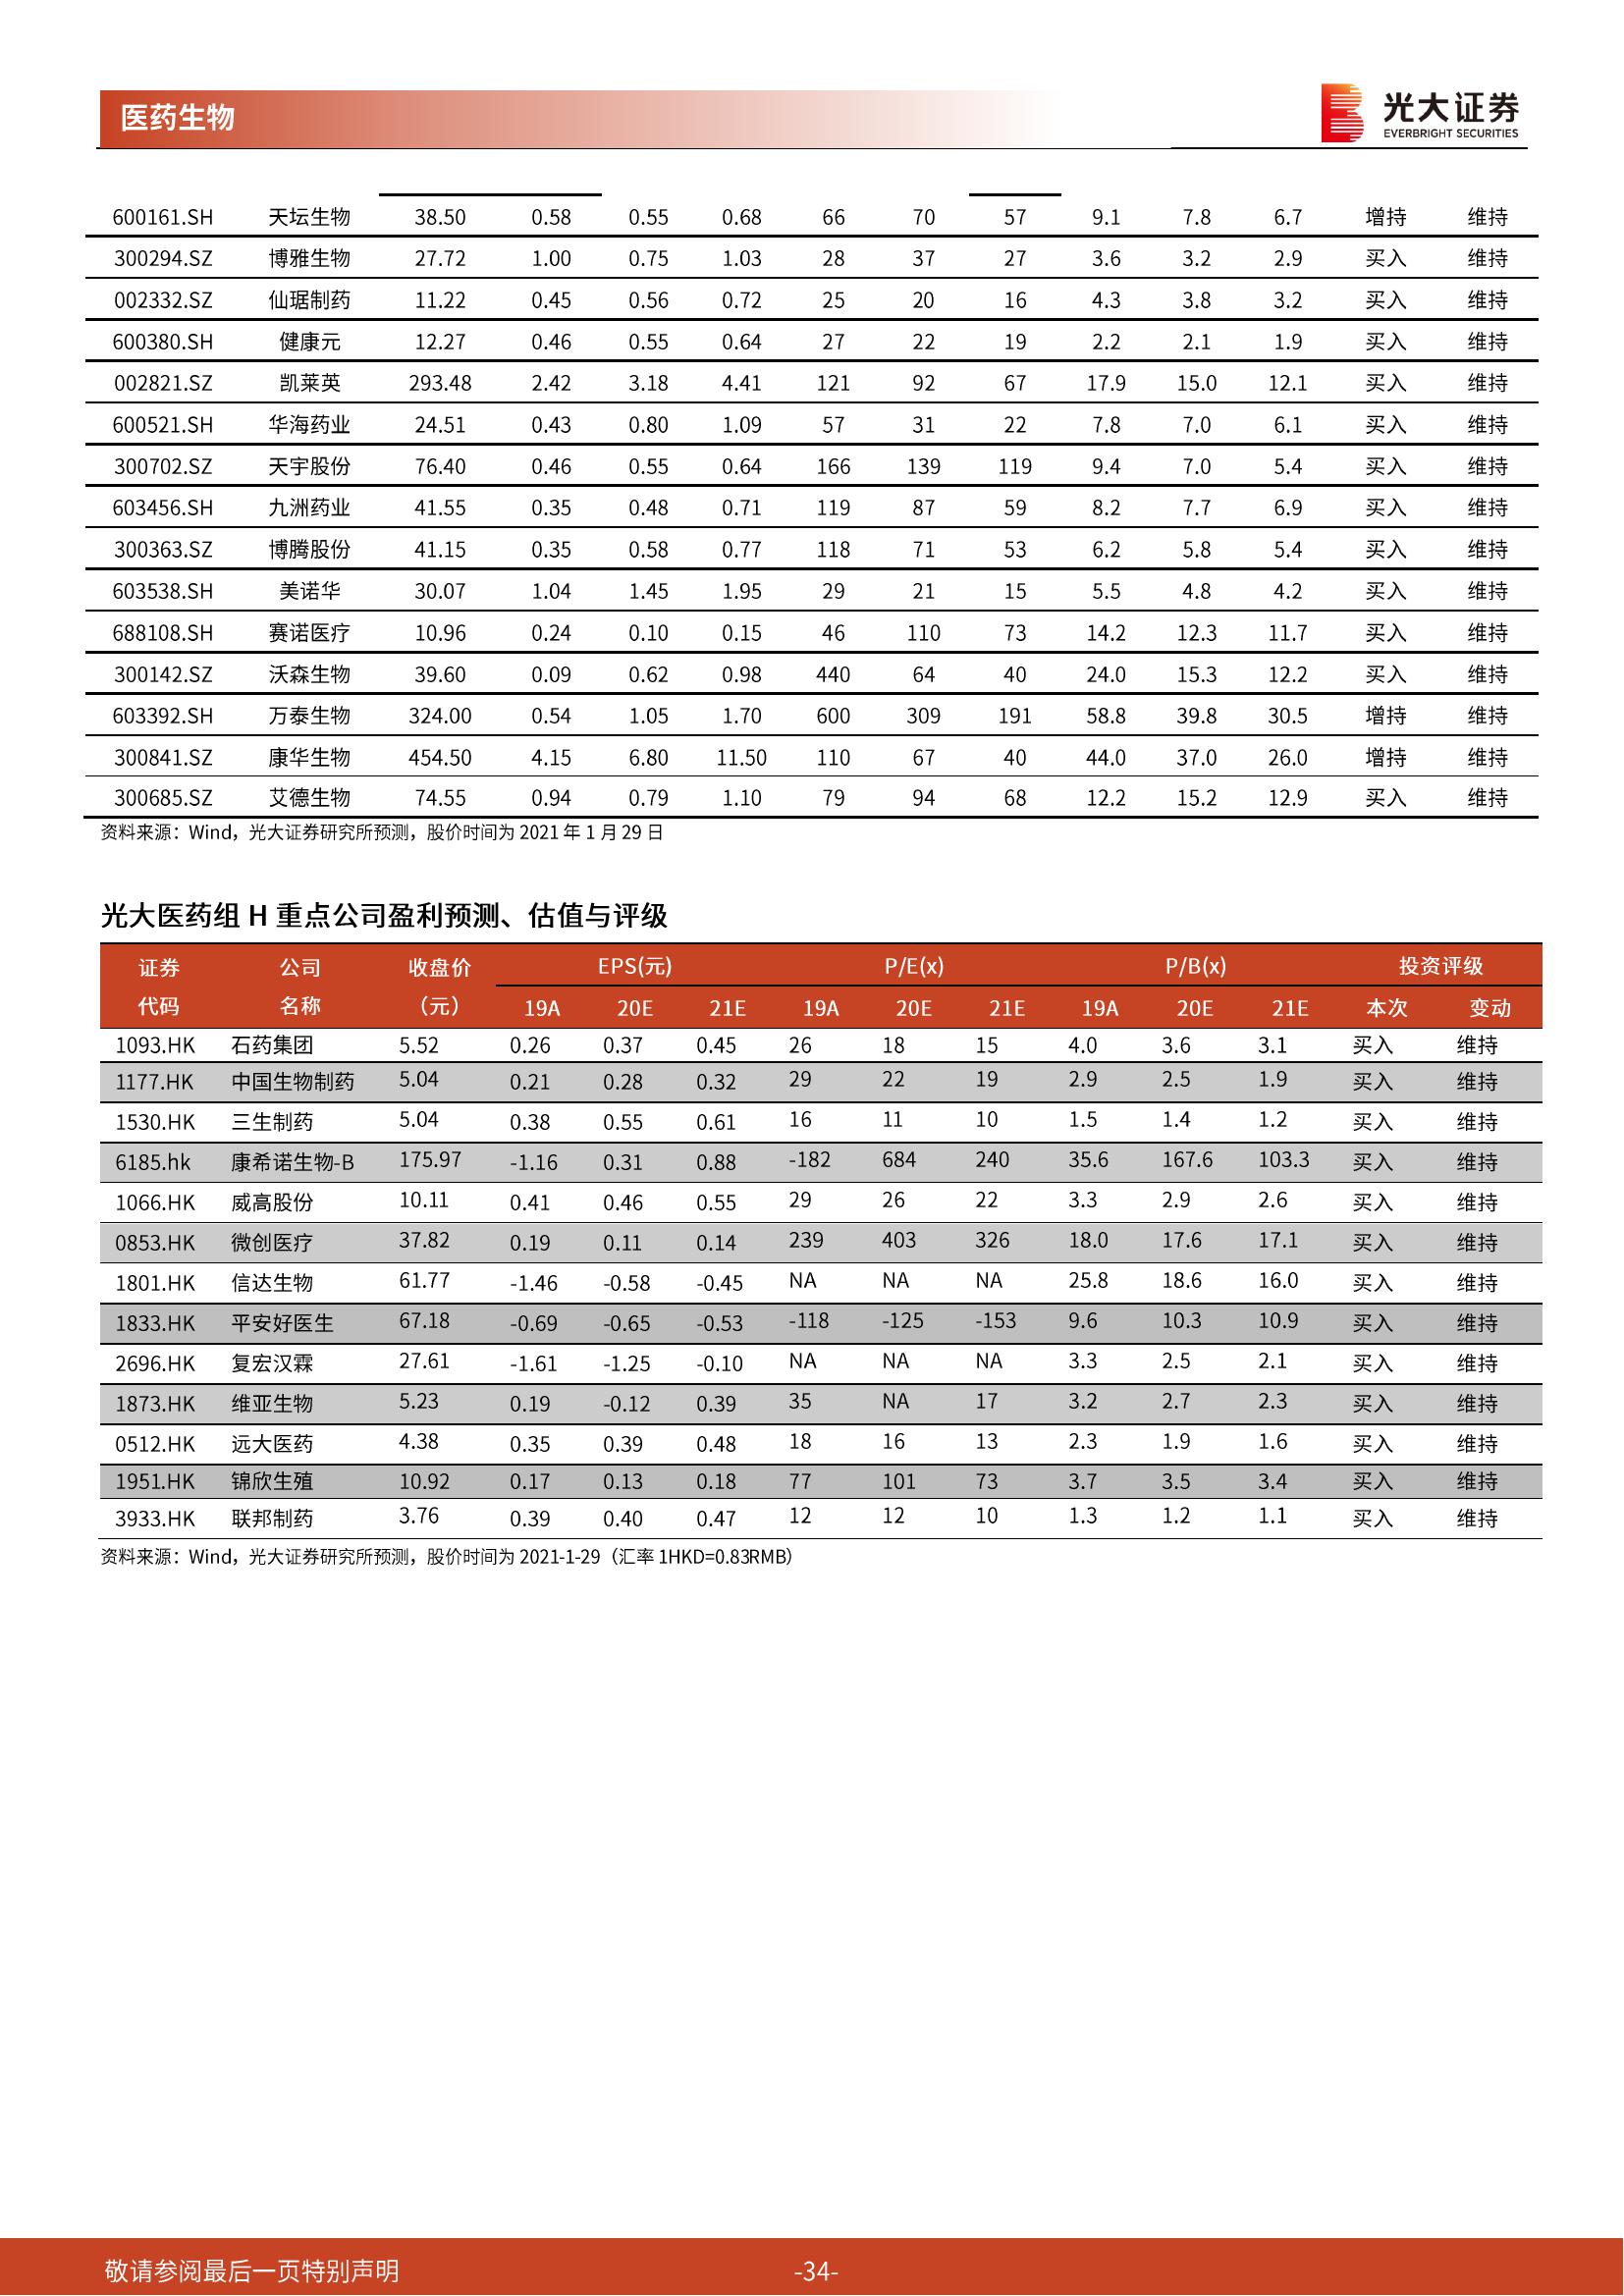 医药生物
光大证券
EVERBRIGHT SECURITIES
600161.SH 天坛生物 38.50 0.58 0.55 0.68 66 70 57 9.1 7.8 6.7 增持 维持
300294.SZ 博雅生物 27.72 1.00 0.75 1.03 28 37 27 3.6 3.2 2.9 买入 维持
002332.SZ 仙琚制药 11.22 0.45 0.56 0.72 25 20 16 4.3 3.8 3.2 买入 维持
600380.SH 健康元 12.27 0.46 0.55 0.64 27 22 19 2.2 2.1 1.9 买入 维持
002821.SZ 凯莱英 293.48 2.42 3.18 4.41 121 92 67 17.9 15.0 12.1 买入 维持
600521.SH 华海药业 24.51 0.43 0.80 1.09 57 31 22 7.8 7.0 6.1 买入 维持
300702.SZ 天宇股份 76.40 0.46 0.55 0.64 166 139 119 9.4 7.0 5.4 买入 维持
603456.SH 九洲药业 41.55 0.35 0.48 0.71 119 87 59 8.2 7.7 6.9 买入 维持
300363.SZ 博腾股份 41.15 0.35 0.58 0.77 118 71 53 6.2 5.8 5.4 买入 维持
603538.SH 美诺华 30.07 1.04 1.45 1.95 29 21 15 5.5 4.8 4.2 买入 维持
688108.SH 赛诺医疗 10.96 0.24 0.10 0.15 46 110 73 14.2 12.3 11.7 买入 维持
300142.SZ 沃森生物 39.60 0.09 0.62 0.98 440 64 40 24.0 15.3 12.2 买入 维持
603392.SH 万泰生物 324.00 0.54 1.05 1.70 600 309 191 58.8 39.8 30.5 增持 维持
300841.SZ 康华生物 454.50 4.15 6.80 11.50 110 67 40 44.0 37.0 26.0 增持 维持
300685.SZ 艾德生物 74.55 0.94 0.79 1.10 79 94 68 12.2 15.2 12.9 买入 维持
资料来源：Wind，光大证券研究所预测，股价时间为 2021 年 1 月 29 日
光大医药组 H 重点公司盈利预测、估值与评级
证券 公司 收盘价 EPS(元) P/E(x) P/B(x) 投资评级
代码 名称 （元） 19A 20E 21E 19A 20E 21E 19A 20E 21E 本次 变动
1093.HK 石药集团 5.52 0.26 0.37 0.45 26 18 15 4.0 3.6 3.1 买入 维持
1177.HK 中国生物制药 5.04 0.21 0.28 0.32 29 22 19 2.9 2.5 1.9 买入 维持
1530.HK 三生制药 5.04 0.38 0.55 0.61 16 11 10 1.5 1.4 1.2 买入 维持
6185.hk 康希诺生物-B 175.97 -1.16 0.31 0.88 -182 684 240 35.6 167.6 103.3 买入 维持
1066.HK 威高股份 10.11 0.41 0.46 0.55 29 26 22 3.3 2.9 2.6 买入 维持
0853.HK 微创医疗 37.82 0.19 0.11 0.14 239 403 326 18.0 17.6 17.1 买入 维持
1801.HK 信达生物 61.77 -1.46 -0.58 -0.45 NA NA NA 25.8 18.6 16.0 买入 维持
1833.HK 平安好医生 67.18 -0.69 -0.65 -0.53 -118 -125 -153 9.6 10.3 10.9 买入 维持
2696.HK 复宏汉霖 27.61 -1.61 -1.25 -0.10 NA NA NA 3.3 2.5 2.1 买入 维持
1873.HK 维亚生物 5.23 0.19 -0.12 0.39 35 NA 17 3.2 2.7 2.3 买入 维持
0512.HK 远大医药 4.38 0.35 0.39 0.48 18 16 13 2.3 1.9 1.6 买入 维持
1951.HK 锦欣生殖 10.92 0.17 0.13 0.18 77 101 73 3.7 3.5 3.4 买入 维持
3933.HK 联邦制药 3.76 0.39 0.40 0.47 12 12 10 1.3 1.2 1.1 买入 维持
资料来源：Wind，光大证券研究所预测，股价时间为 2021-1-29（汇率 1HKD=0.83RMB）
敬请参阅最后一页特别声明 -34-